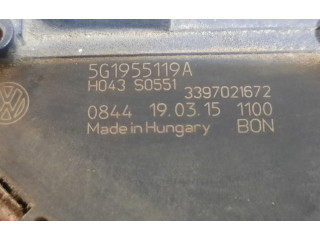 5G1955119A
H043 S0551
3397021672
0844 19.03.15 1100
Made in Hungary BON